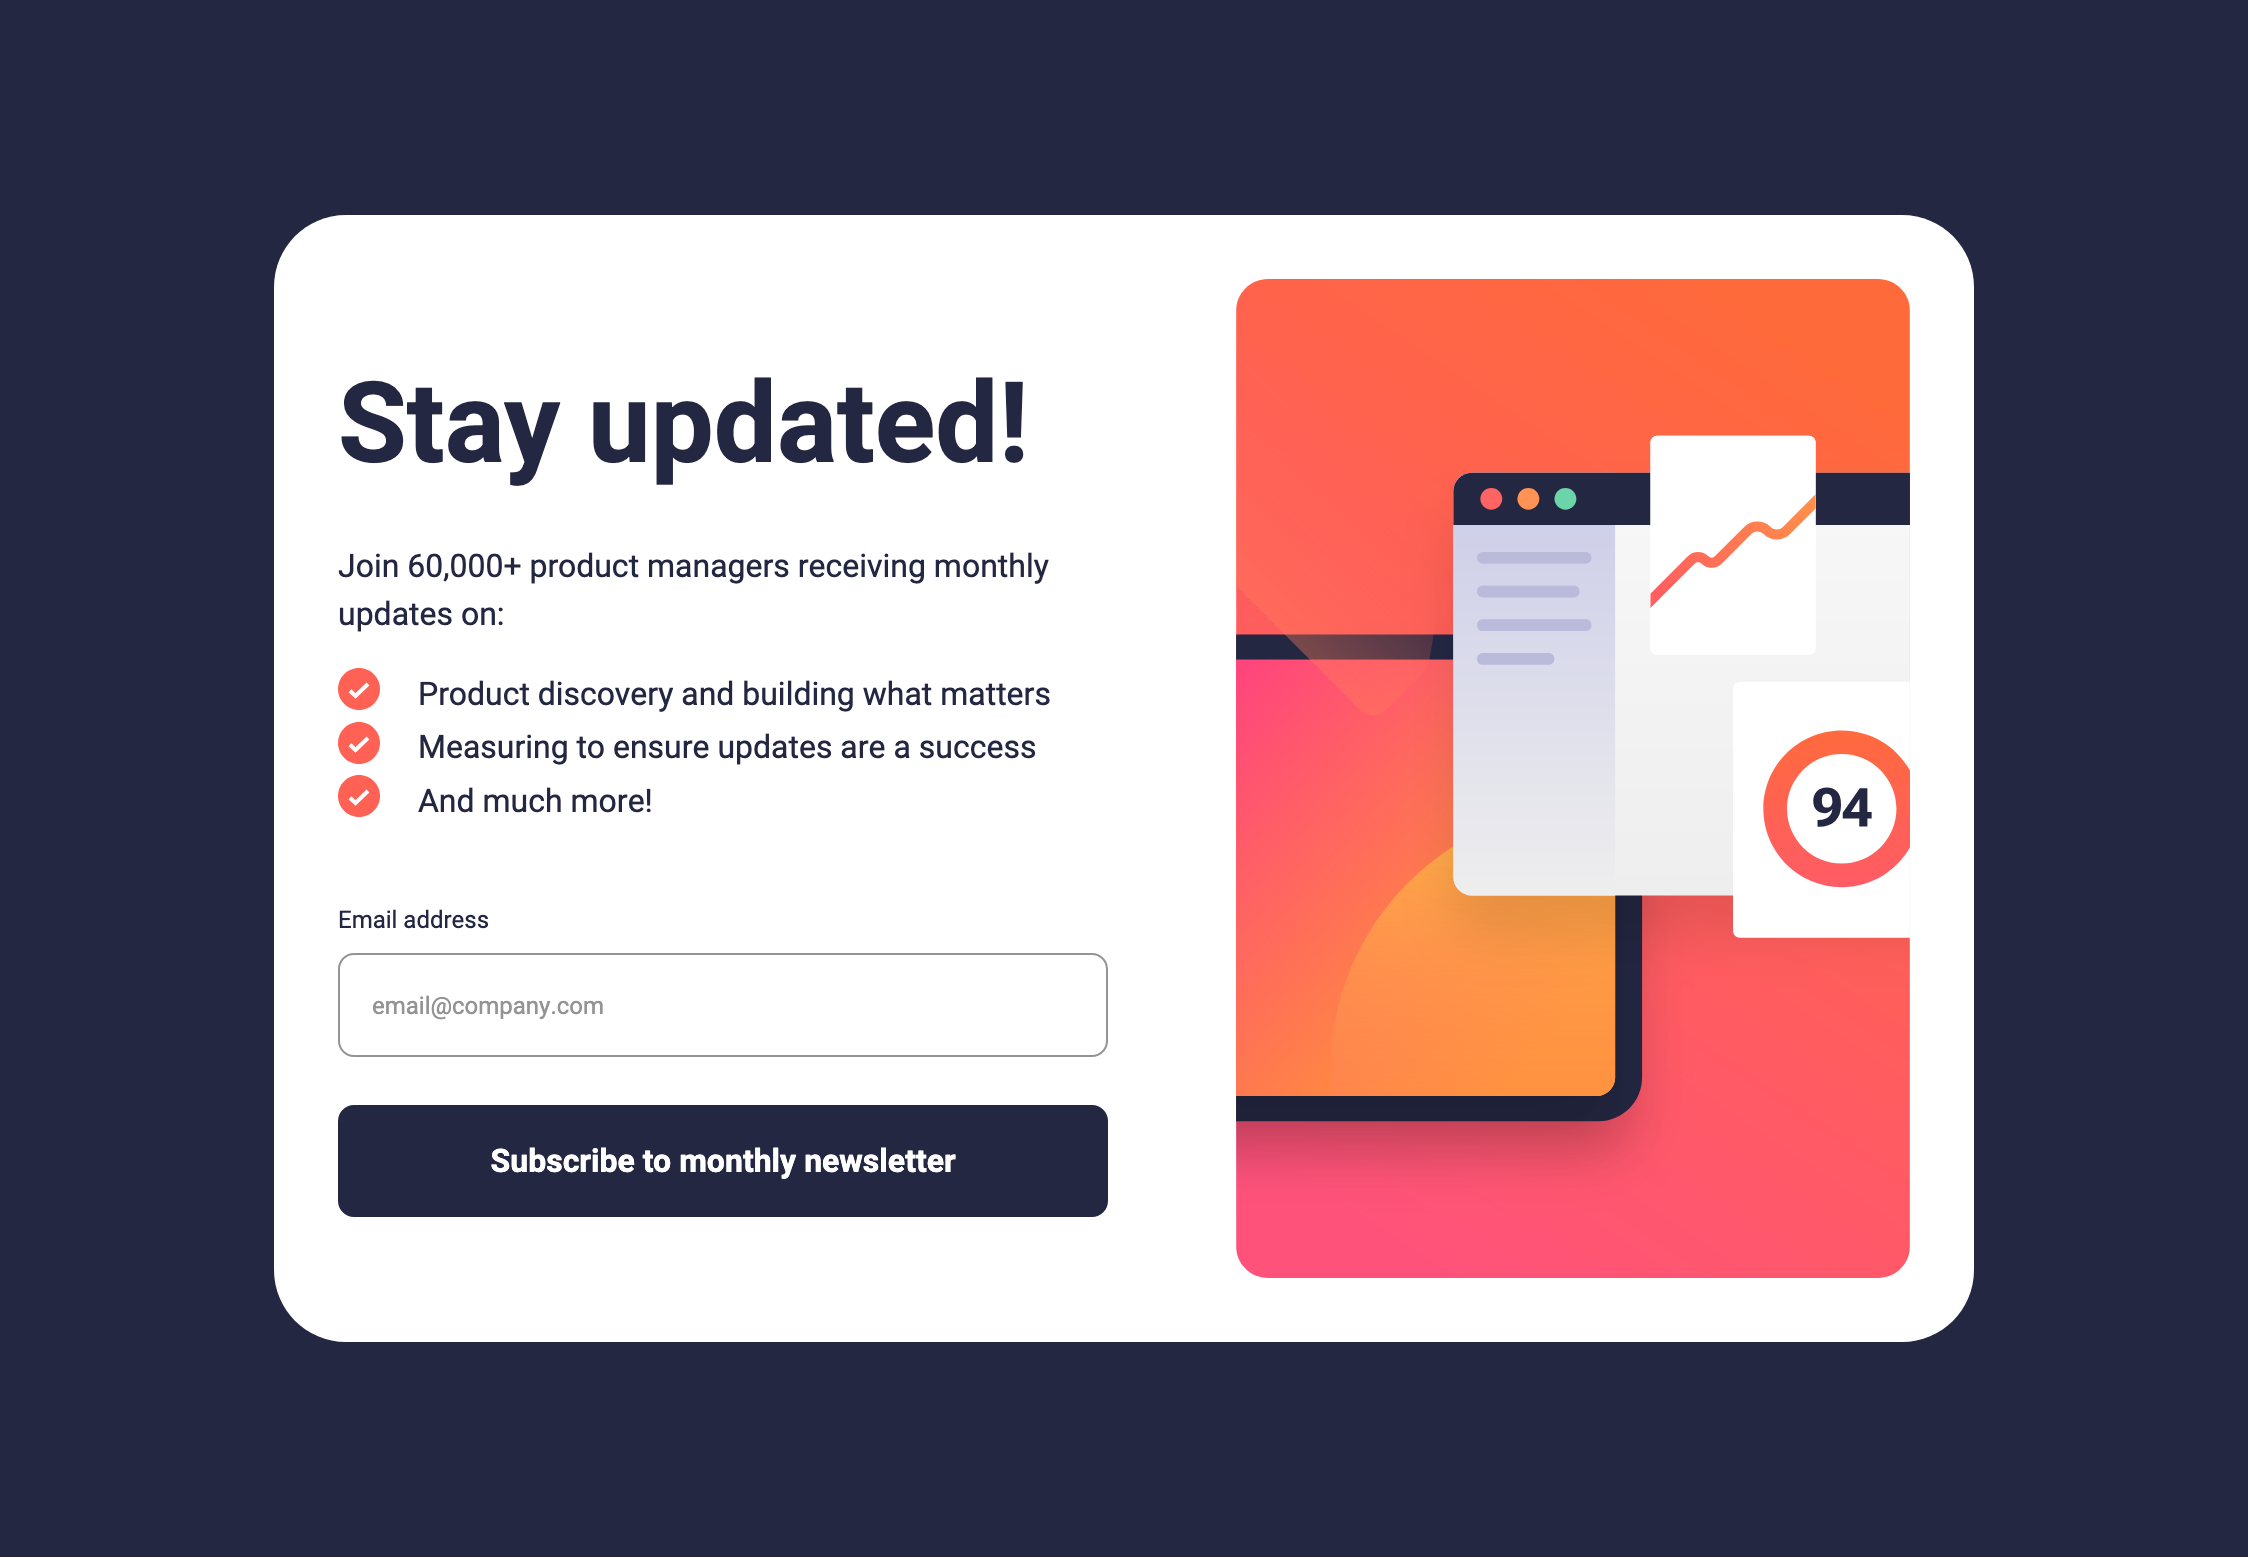 Stay updated!
Join 60,000+ product managers receiving monthly
updates on:
Product discovery and building what matters
Measuring to ensure updates are a success
And much more!
Email address
email@company.com
Subscribe to monthly newsletter
94